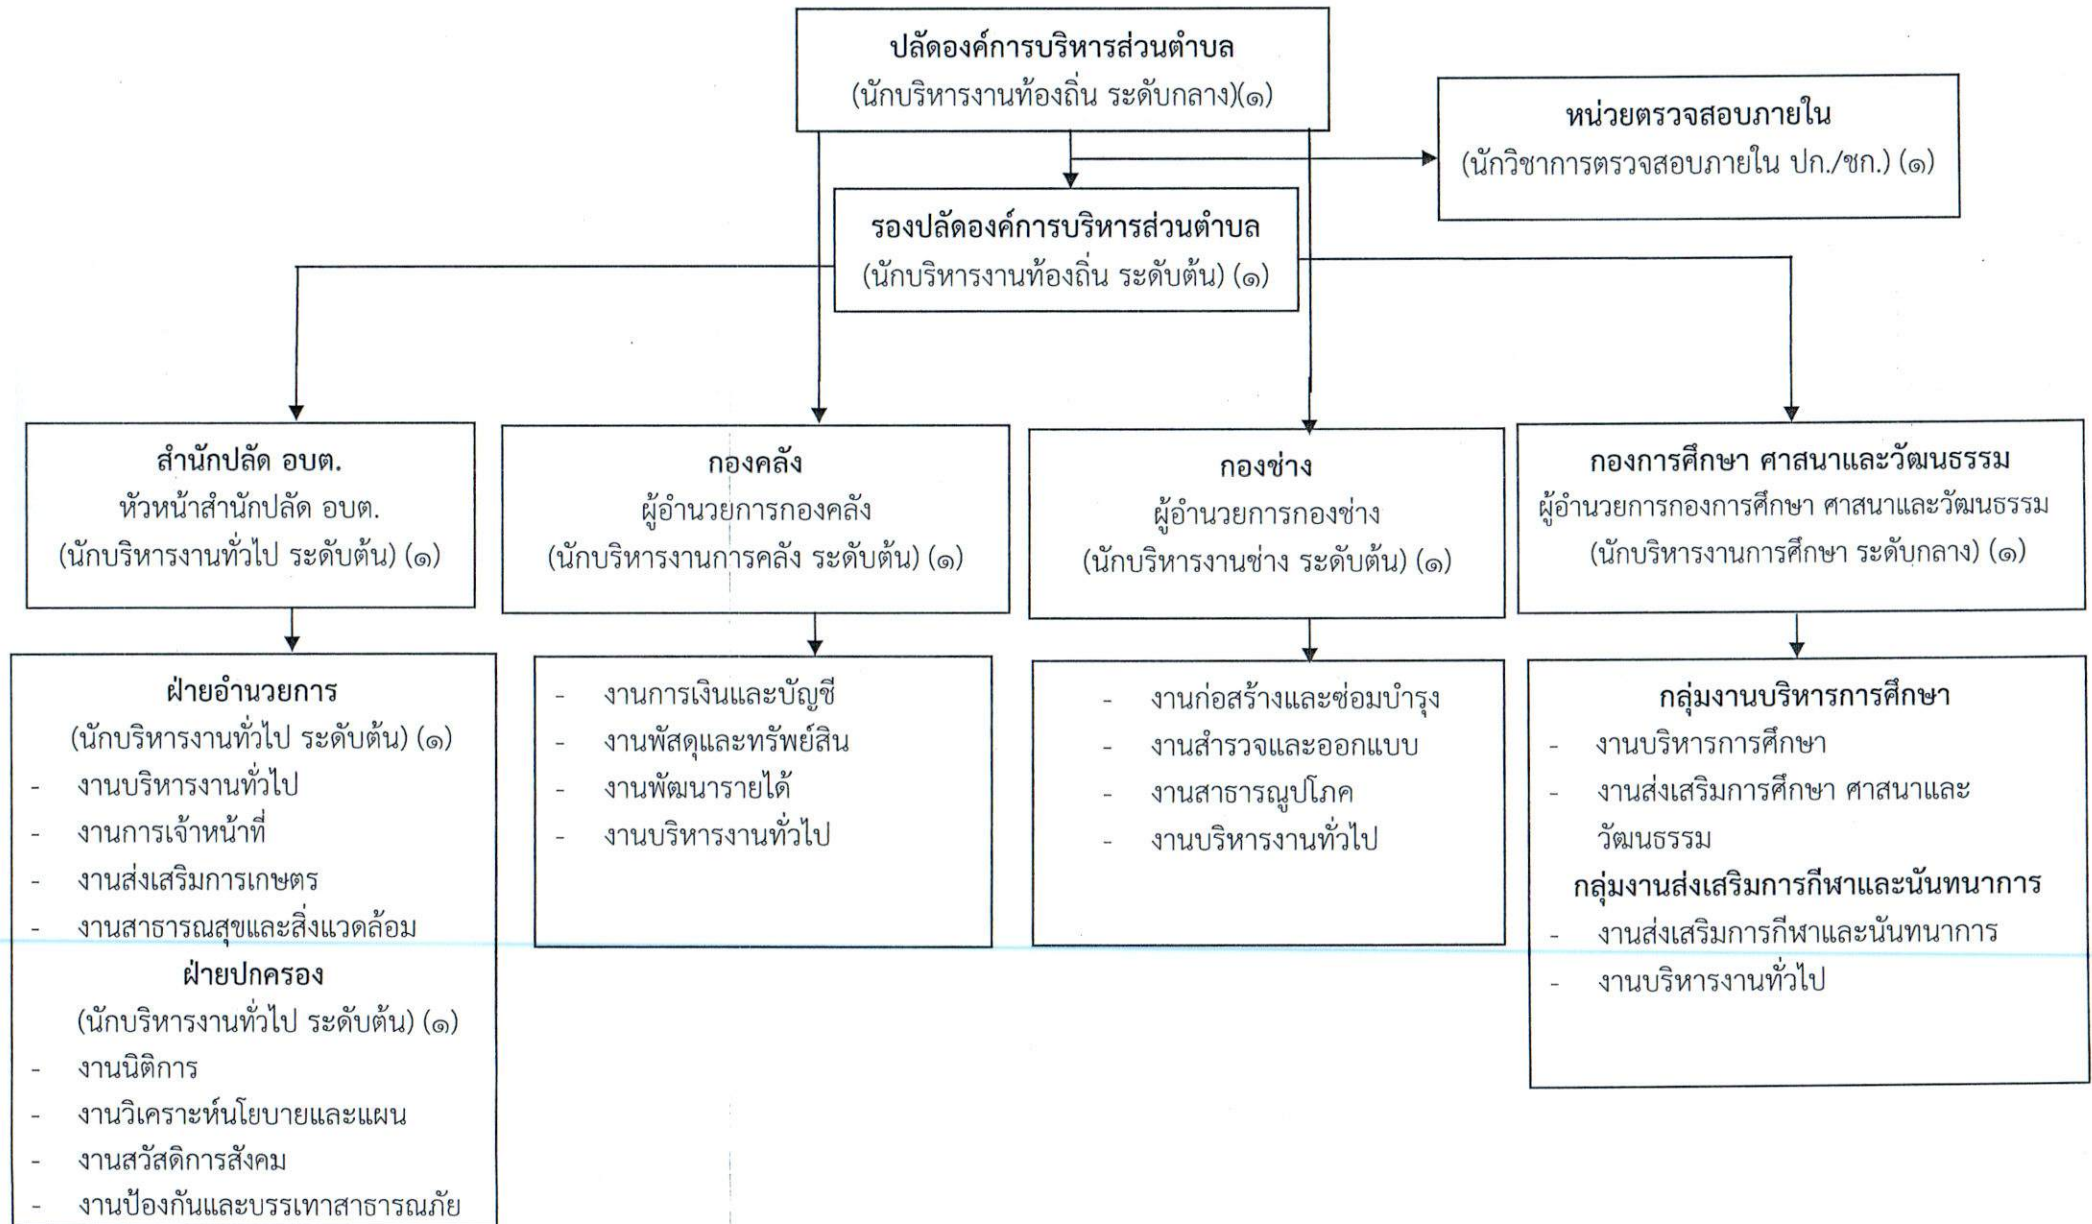 ปลัดองค์การบริหารส่วนตำบล
(นักบริหารงานท้องถิ่น ระดับกลาง)(๑)
หน่วยตรวจสอบภายใน
(นักวิชาการตรวจสอบภายใน ปก./ชก.) (๑)
รองปลัดองค์การบริหารส่วนตำบล
(นักบริหารงานท้องถิ่น ระดับต้น) (๑)
สำนักปลัด อบต.
หัวหน้าสำนักปลัด อบต.
(นักบริหารงานทั่วไป ระดับต้น) (๑)
กองคลัง
ผู้อำนวยการกองคลัง
(นักบริหารงานการคลัง ระดับต้น) (๑)
กองช่าง
ผู้อำนวยการกองช่าง
(นักบริหารงานช่าง ระดับต้น) (๑)
กองการศึกษา ศาสนาและวัฒนธรรม
ผู้อำนวยการกองการศึกษา ศาสนาและวัฒนธรรม
(นักบริหารงานการศึกษา ระดับกลาง) (๑)
ฝ่ายอำนวยการ
(นักบริหารงานทั่วไป ระดับต้น) (๑)
- งานบริหารงานทั่วไป
- งานการเจ้าหน้าที่
- งานส่งเสริมการเกษตร
- งานสาธารณสุขและสิ่งแวดล้อม
ฝ่ายปกครอง
(นักบริหารงานทั่วไป ระดับต้น) (๑)
- งานนิติการ
- งานวิเคราะห์นโยบายและแผน
- งานสวัสดิการสังคม
- งานป้องกันและบรรเทาสาธารณภัย
- งานการเงินและบัญชี
- งานพัสดุและทรัพย์สิน
- งานพัฒนารายได้
- งานบริหารงานทั่วไป
- งานก่อสร้างและซ่อมบำรุง
- งานสำรวจและออกแบบ
- งานสาธารณูปโภค
- งานบริหารงานทั่วไป
กลุ่มงานบริหารการศึกษา
- งานบริหารการศึกษา
- งานส่งเสริมการศึกษา ศาสนาและ
วัฒนธรรม
กลุ่มงานส่งเสริมการกีฬาและนันทนาการ
- งานส่งเสริมการกีฬาและนันทนาการ
- งานบริหารงานทั่วไป